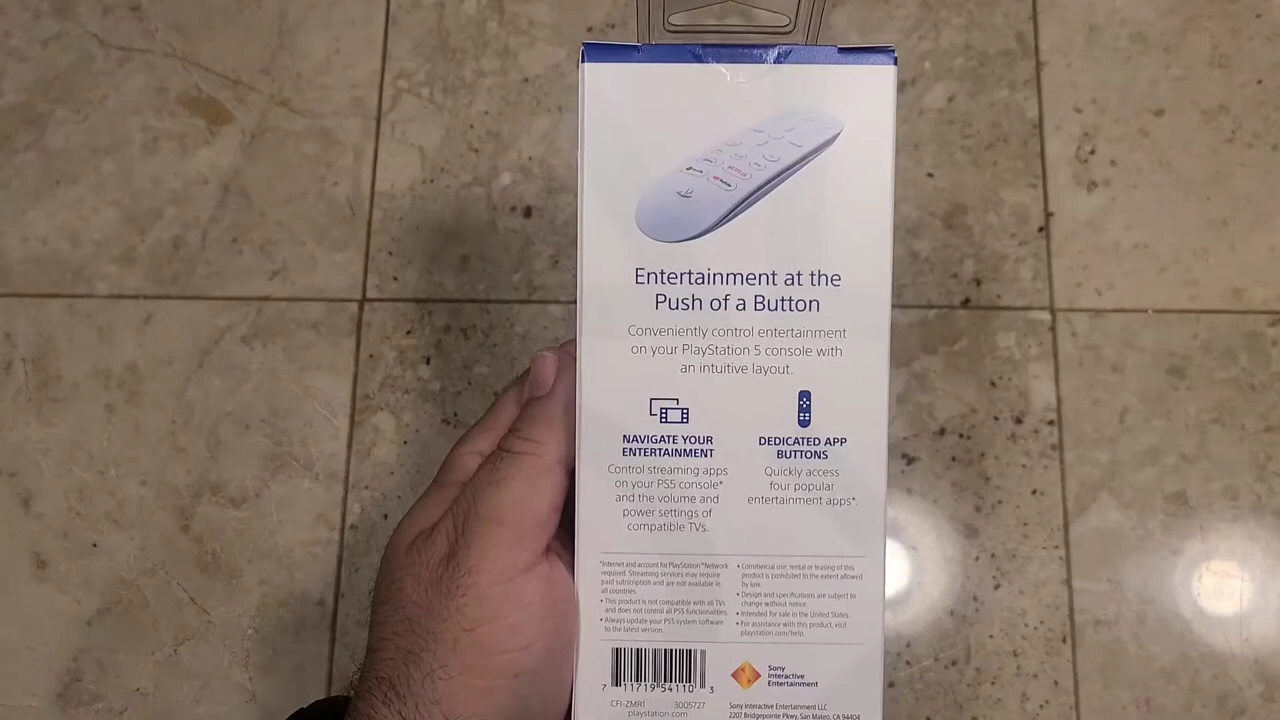 NETFLIX
Entertainment at the
Push of a Button
Conveniently control entertainment
on your PlayStation 5 console with
an intuitive layout.
NAVIGATE YOUR
ENTERTAINMENT
Control streaming apps
on your PS5 console*
and the volume and
power settings of
compatible TVs.
DEDICATED APP
BUTTONS
Quickly access
four popular
entertainment apps*.
*Internet and account for PlayStation™Network
required. Streaming services may require
paid subscription and are not available in
all countries.
• This product is not compatible with all TVs
and does not control all PS5 functionalities.
• Always update your PS5 system software
to the latest version.
• Commercial use, rental or leasing of this
product is prohibited to the extent allowed
by law.
• Design and specifications are subject to
change without notice.
• Intended for sale in the United States.
• For assistance with this product, visit
playstation.com/help.
7 11719 54110 3
CFI-ZMR1 3005727
playstation.com
Sony
Interactive
Entertainment
Sony Interactive Entertainment LLC
2207 Bridgepointe Pkwy, San Mateo, CA 94404